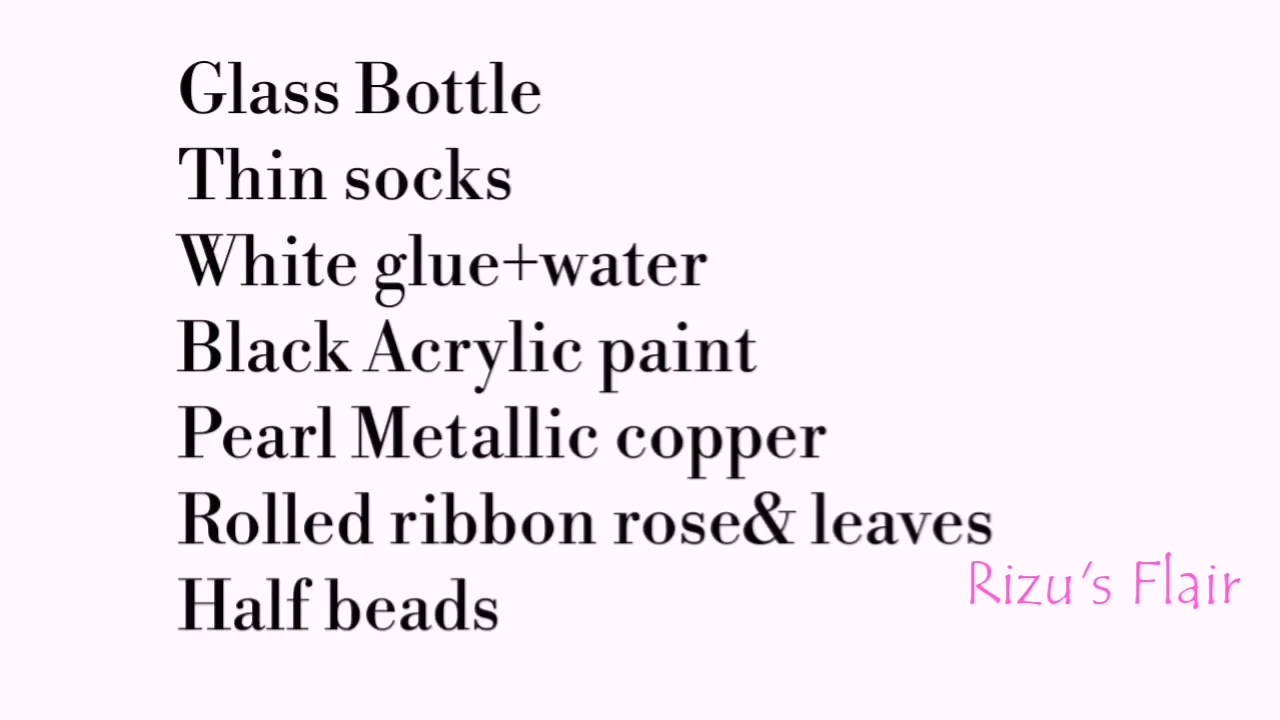 Glass Bottle
Thin socks
White glue+water
Black Acrylic paint
Pearl Metallic copper
Rolled ribbon rose& leaves
Half beads
Rizu's Flair